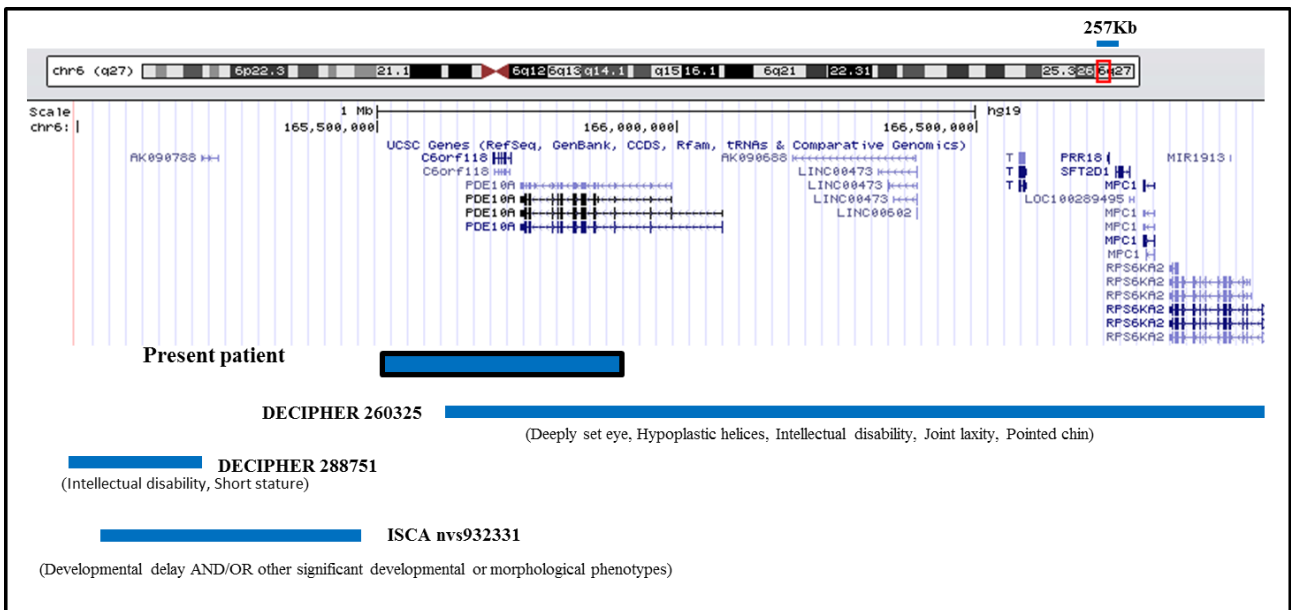 257Kb
chr6 (q27) 6p22.3 21.1 6q12 6q13 q14.1 q15 16.1 6q21 22.31 25.3 26 6q27
Scale 1 Mb hg19
chr6: 165,500,000 166,000,000 166,500,000
UCSC Genes (RefSeq, GenBank, CCDS, Rfam, tRNAs & Comparative Genomics)
AK090788 C6orf118 AK090688 T PRR18 MIR1913
C6orf118 LINC00473 T SFT2D1
PDE10A LINC00473 T MPC1
PDE10A LINC00473 LOC100289495
PDE10A LINC00602 MPC1
PDE10A MPC1
MPC1
MPC1
RPS6KA2
RPS6KA2
RPS6KA2
RPS6KA2
RPS6KA2
RPS6KA2
Present patient
DECIPHER 260325
(Deeply set eye, Hypoplastic helices, Intellectual disability, Joint laxity, Pointed chin)
DECIPHER 288751
(Intellectual disability, Short stature)
ISCA nvs932331
(Developmental delay AND/OR other significant developmental or morphological phenotypes)